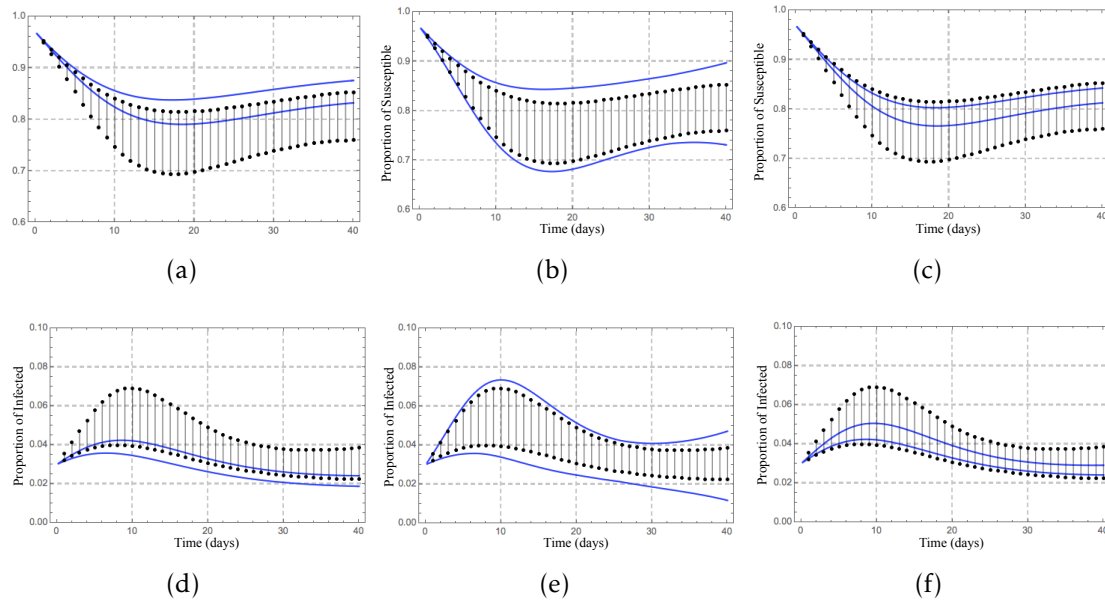 1.0
0.9
0.8
0.7
0.6
0 10 20 30 40
(a)
Proportion of Susceptible
1.0
0.9
0.8
0.7
0.6
0 10 20 30 40
Time (days)
(b)
Proportion of Susceptible
1.0
0.9
0.8
0.7
0.6
0 10 20 30 40
Time (days)
(c)
Proportion of Infected
0.10
0.08
0.06
0.04
0.02
0.00
0 10 20 30 40
Time (days)
(d)
Proportion of Infected
0.10
0.08
0.06
0.04
0.02
0.00
0 10 20 30 40
Time (days)
(e)
Proportion of Infected
0.10
0.08
0.06
0.04
0.02
0.00
0 10 20 30 40
Time (days)
(f)